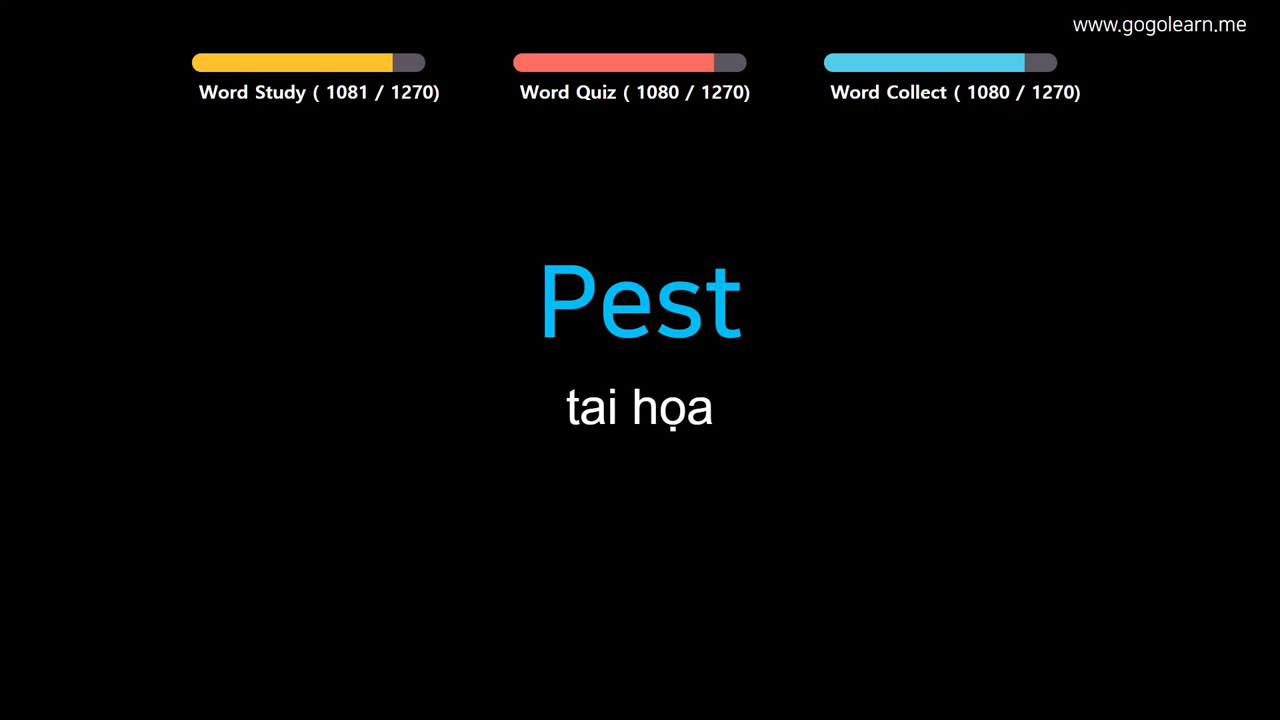 www.gogolearn.me
Word Study ( 1081 / 1270)
Word Quiz ( 1080 / 1270)
Word Collect ( 1080 / 1270)
Pest
tai họa